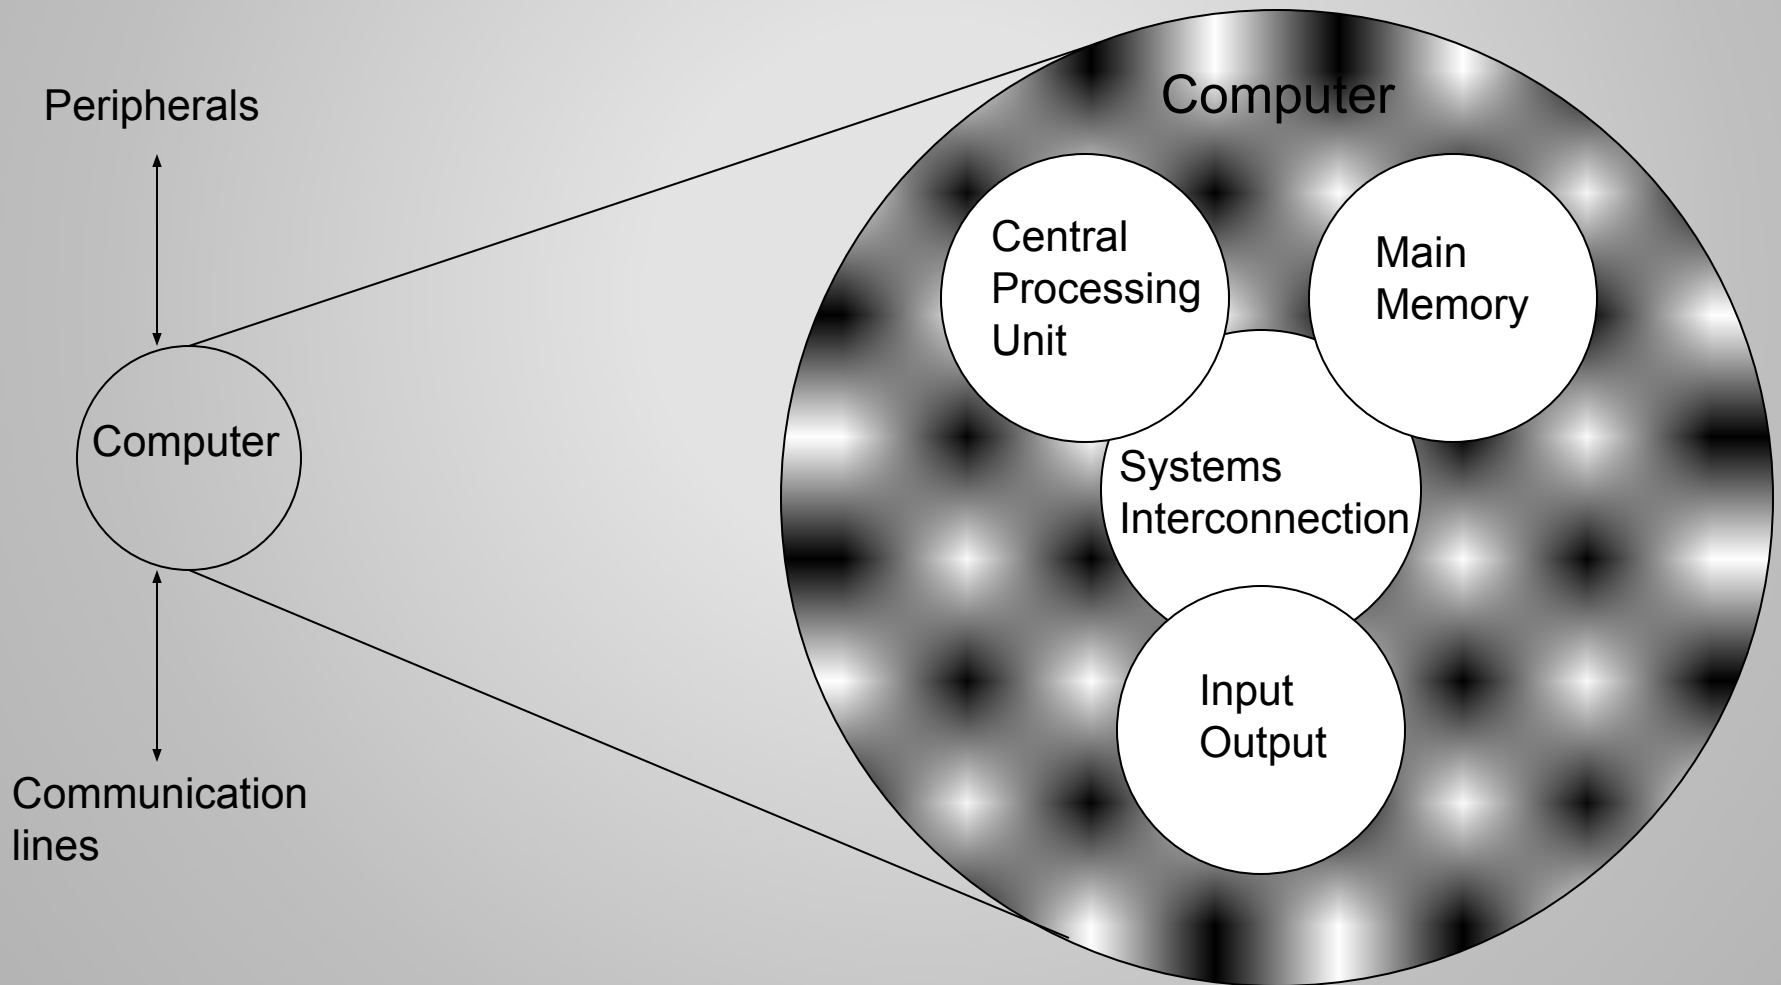 Peripherals
Computer
Communication
lines
Computer
Central
Processing
Unit
Main
Memory
Systems
Interconnection
Input
Output